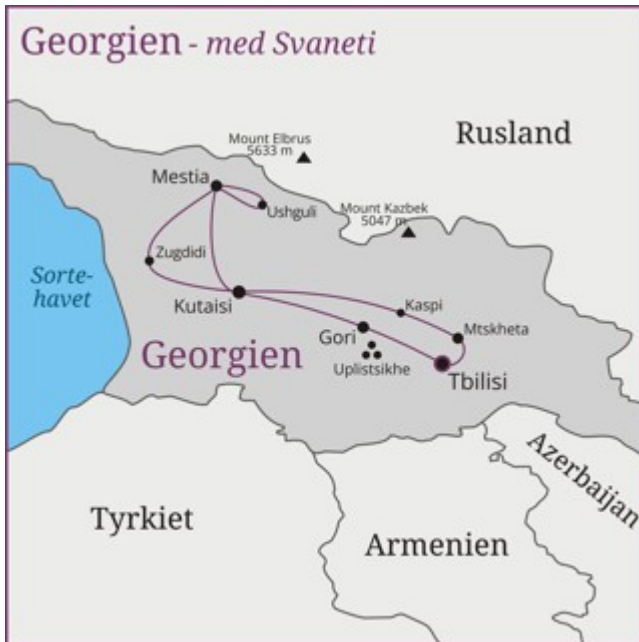 Georgien - med Svaneti
Mount Elbrus
5633 m
Rusland
Mestia
Ushguli
Mount Kazbek
5047 m
Zugdidi
Sorte-
havet
Kutaisi
Kaspi
Gori
Mtskheta
Georgien
Uplistsikhe
Tbilisi
Tyrkiet
Armenien
Azerbaijan